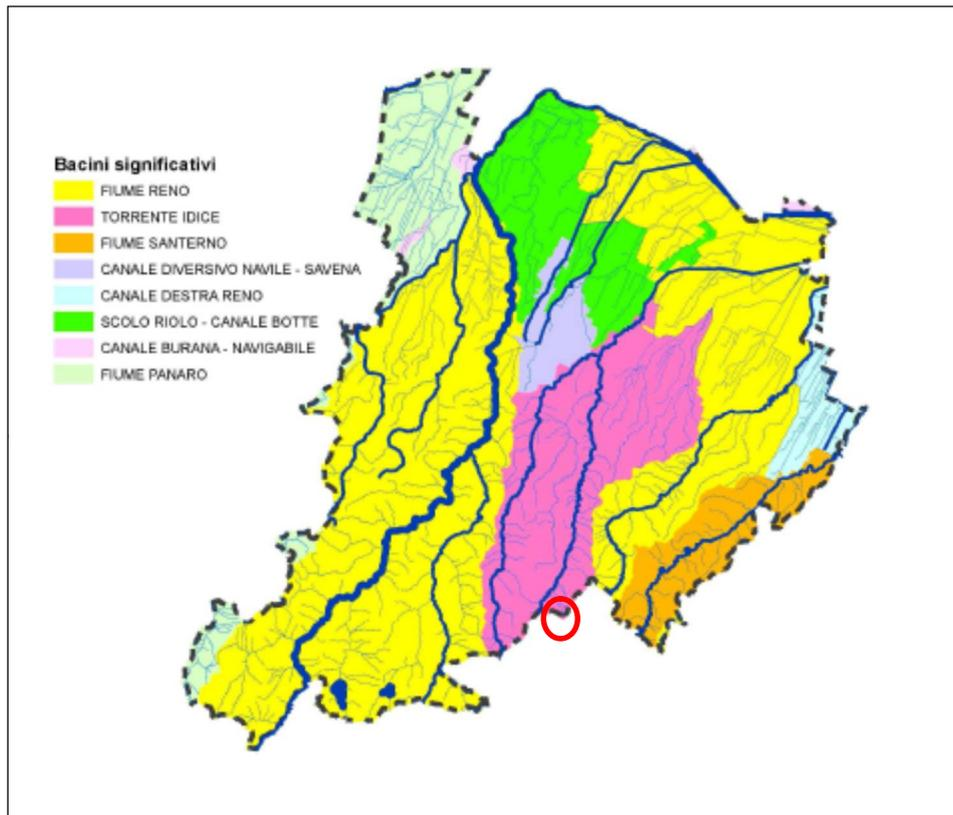 Bacini significativi
FIUME RENO
TORRENTE IDICE
FIUME SANTERNO
CANALE DIVERSIVO NAVILE - SAVENA
CANALE DESTRA RENO
SCOLO RIOLO - CANALE BOTTE
CANALE BURANA - NAVIGABILE
FIUME PANARO